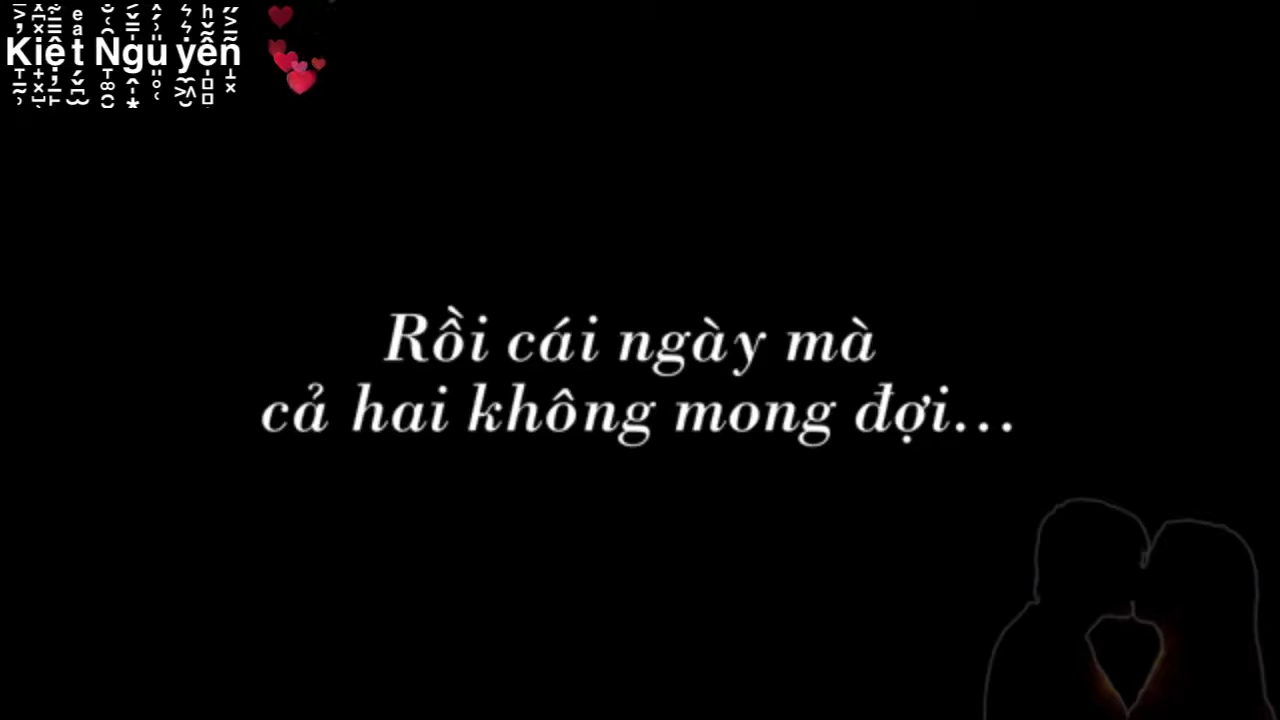 Kiệt Nguyễn
Rồi cái ngày mà
cả hai không mong đợi...